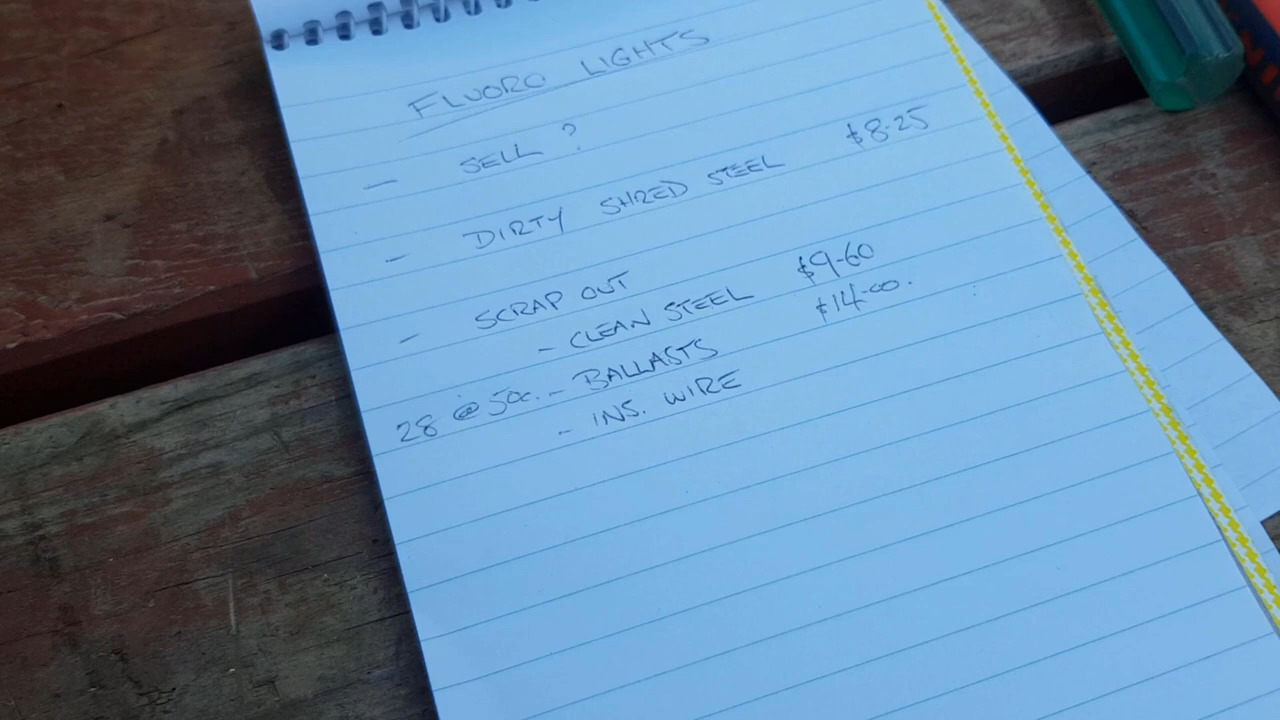 FLUORO LIGHTS
- SELL ?
- DIRTY SHRED STEEL $8.25
- SCRAP OUT
- CLEAN STEEL $9-60
28 @ 50c. - BALLASTS $14-00.
- INS. WIRE